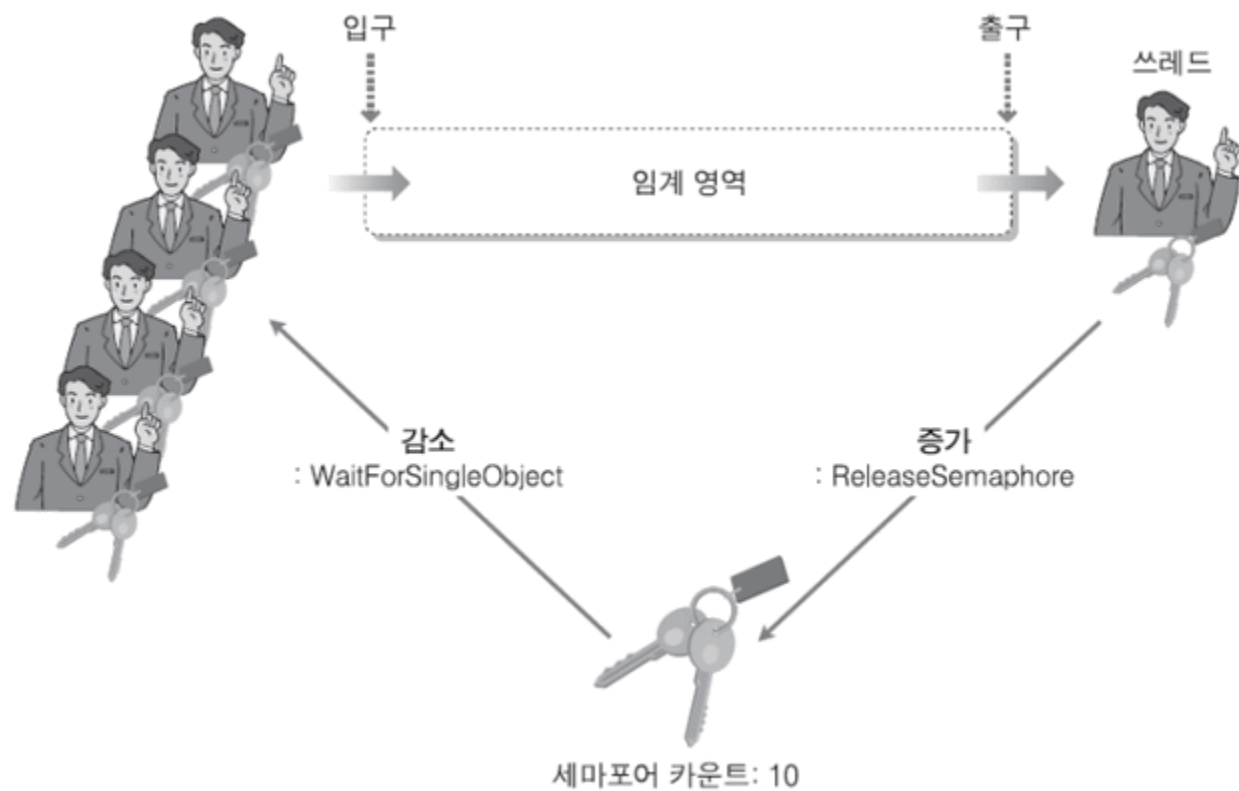 입구
출구
쓰레드
임계 영역
감소
: WaitForSingleObject
증가
: ReleaseSemaphore
세마포어 카운트: 10